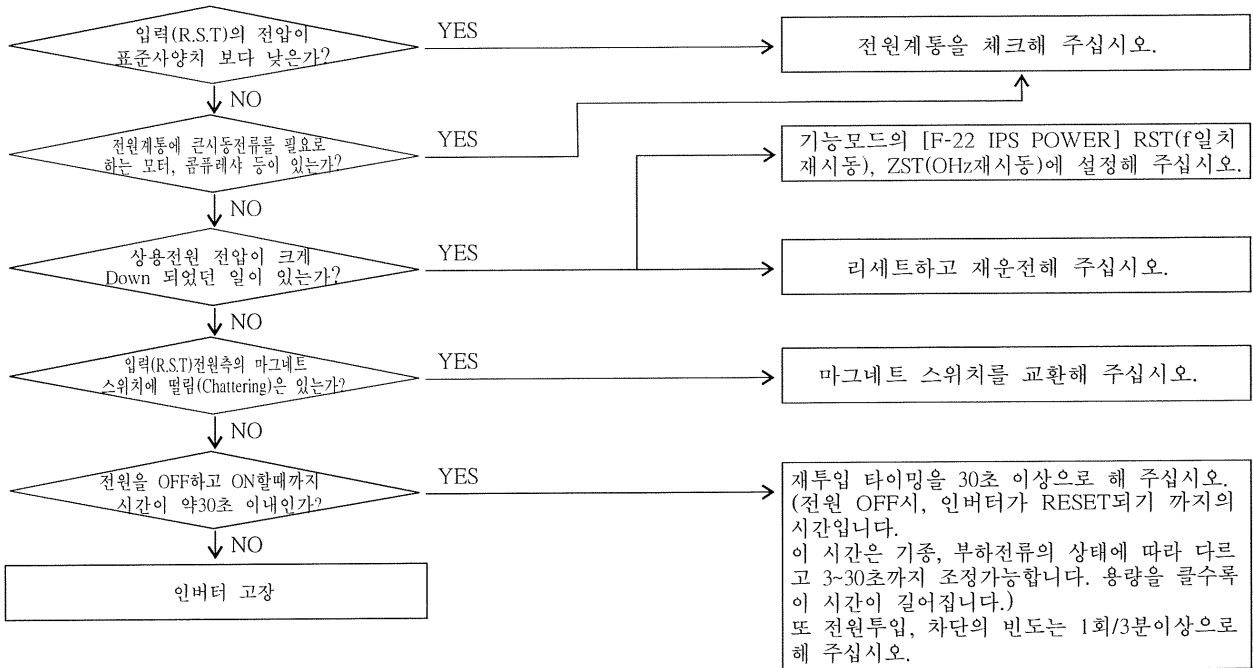 입력(R.S.T)의 전압이
표준사양치 보다 낮은가?
YES
전원계통을 체크해 주십시오.
NO
전원계통에 큰시동전류를 필요로
하는 모터, 콤퓨레샤 등이 있는가?
YES
기능모드의 [F-22 IPS POWER] RST(f일치
재시동), ZST(OHz재시동)에 설정해 주십시오.
NO
상용전원 전압이 크게
Down 되었던 일이 있는가?
YES
리세트하고 재운전해 주십시오.
NO
입력(R.S.T)전원측의 마그네트
스위치에 떨림(Chattering)은 있는가?
YES
마그네트 스위치를 교환해 주십시오.
NO
전원을 OFF하고 ON할때까지
시간이 약30초 이내인가?
YES
재투입 타이밍을 30초 이상으로 해 주십시오.
(전원 OFF시, 인버터가 RESET되기 까지의
시간입니다.
이 시간은 기종, 부하전류의 상태에 따라 다르
고 3~30초까지 조정가능합니다. 용량을 클수록
이 시간이 길어집니다.)
또 전원투입, 차단의 빈도는 1회/3분이상으로
해 주십시오.
NO
인버터 고장